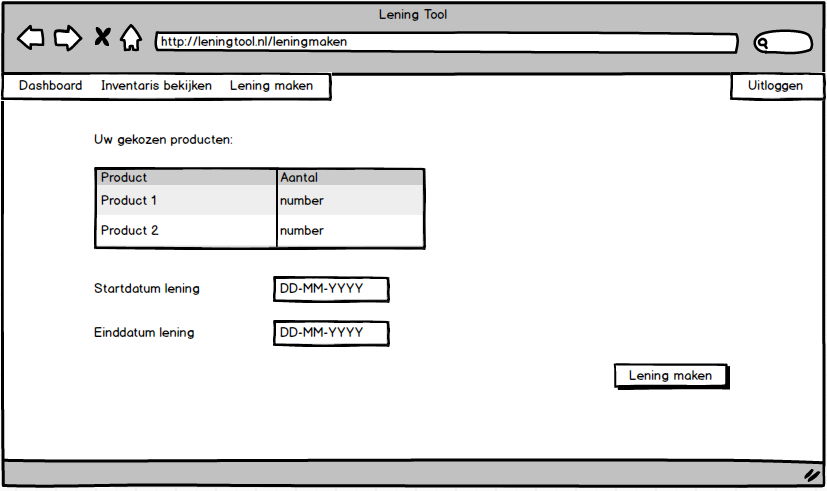 Lening Tool
http://leningtool.nl/leningmaken
Dashboard Inventaris bekijken Lening maken Uitloggen
Uw gekozen producten:
Product Aantal
Product 1 number
Product 2 number
Startdatum lening DD-MM-YYYY
Einddatum lening DD-MM-YYYY
Lening maken